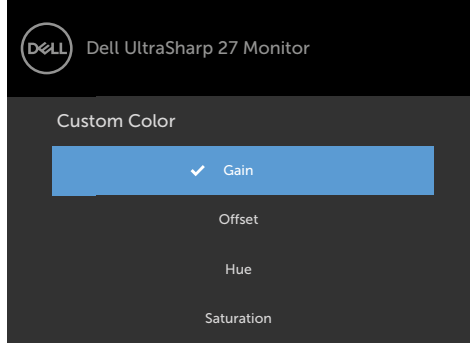 DELL
Dell UltraSharp 27 Monitor
Custom Color
Gain
Offset
Hue
Saturation